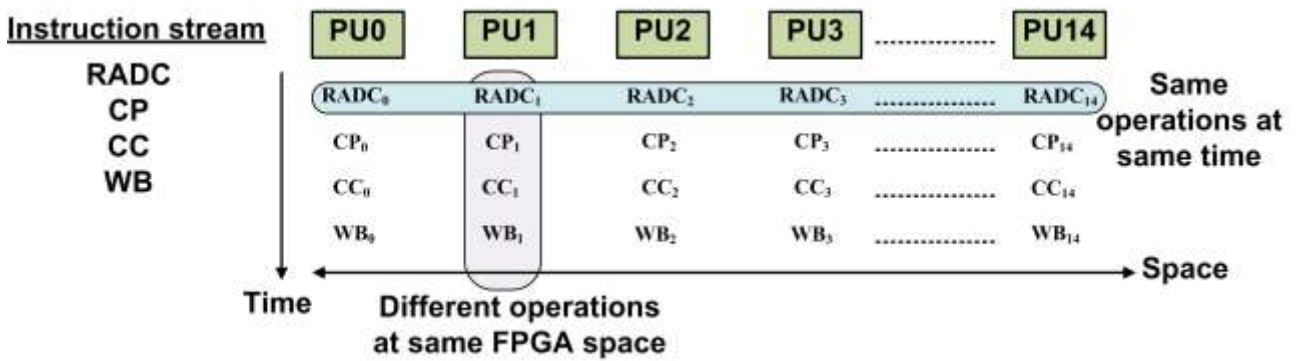 Instruction stream
RADC
CP
CC
WB
PU0 PU1 PU2 PU3 .............. PU14
RADC₀ RADC₁ RADC₂ RADC₃ .............. RADC₁₄
CP₀ CP₁ CP₂ CP₃ .............. CP₁₄
CC₀ CC₁ CC₂ CC₃ .............. CC₁₄
WB₀ WB₁ WB₂ WB₃ .............. WB₁₄
Same
operations at
same time
Space
Time
Different operations
at same FPGA space